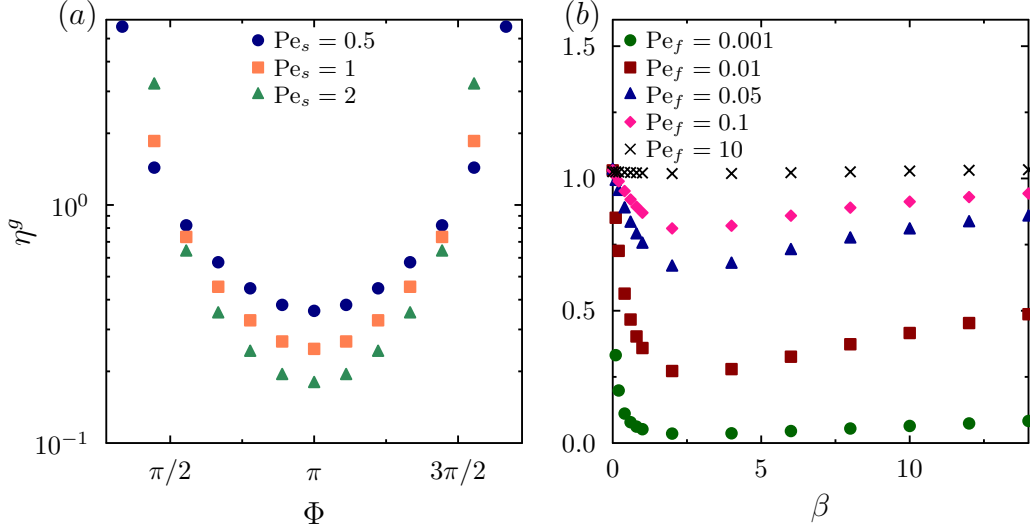 (a)
Pe_s = 0.5
Pe_s = 1
Pe_s = 2
10^0
10^{-1}
η^g
π/2
π
3π/2
Φ
(b)
Pe_f = 0.001
Pe_f = 0.01
Pe_f = 0.05
Pe_f = 0.1
Pe_f = 10
1.5
1.0
0.5
0.0
0
5
10
β